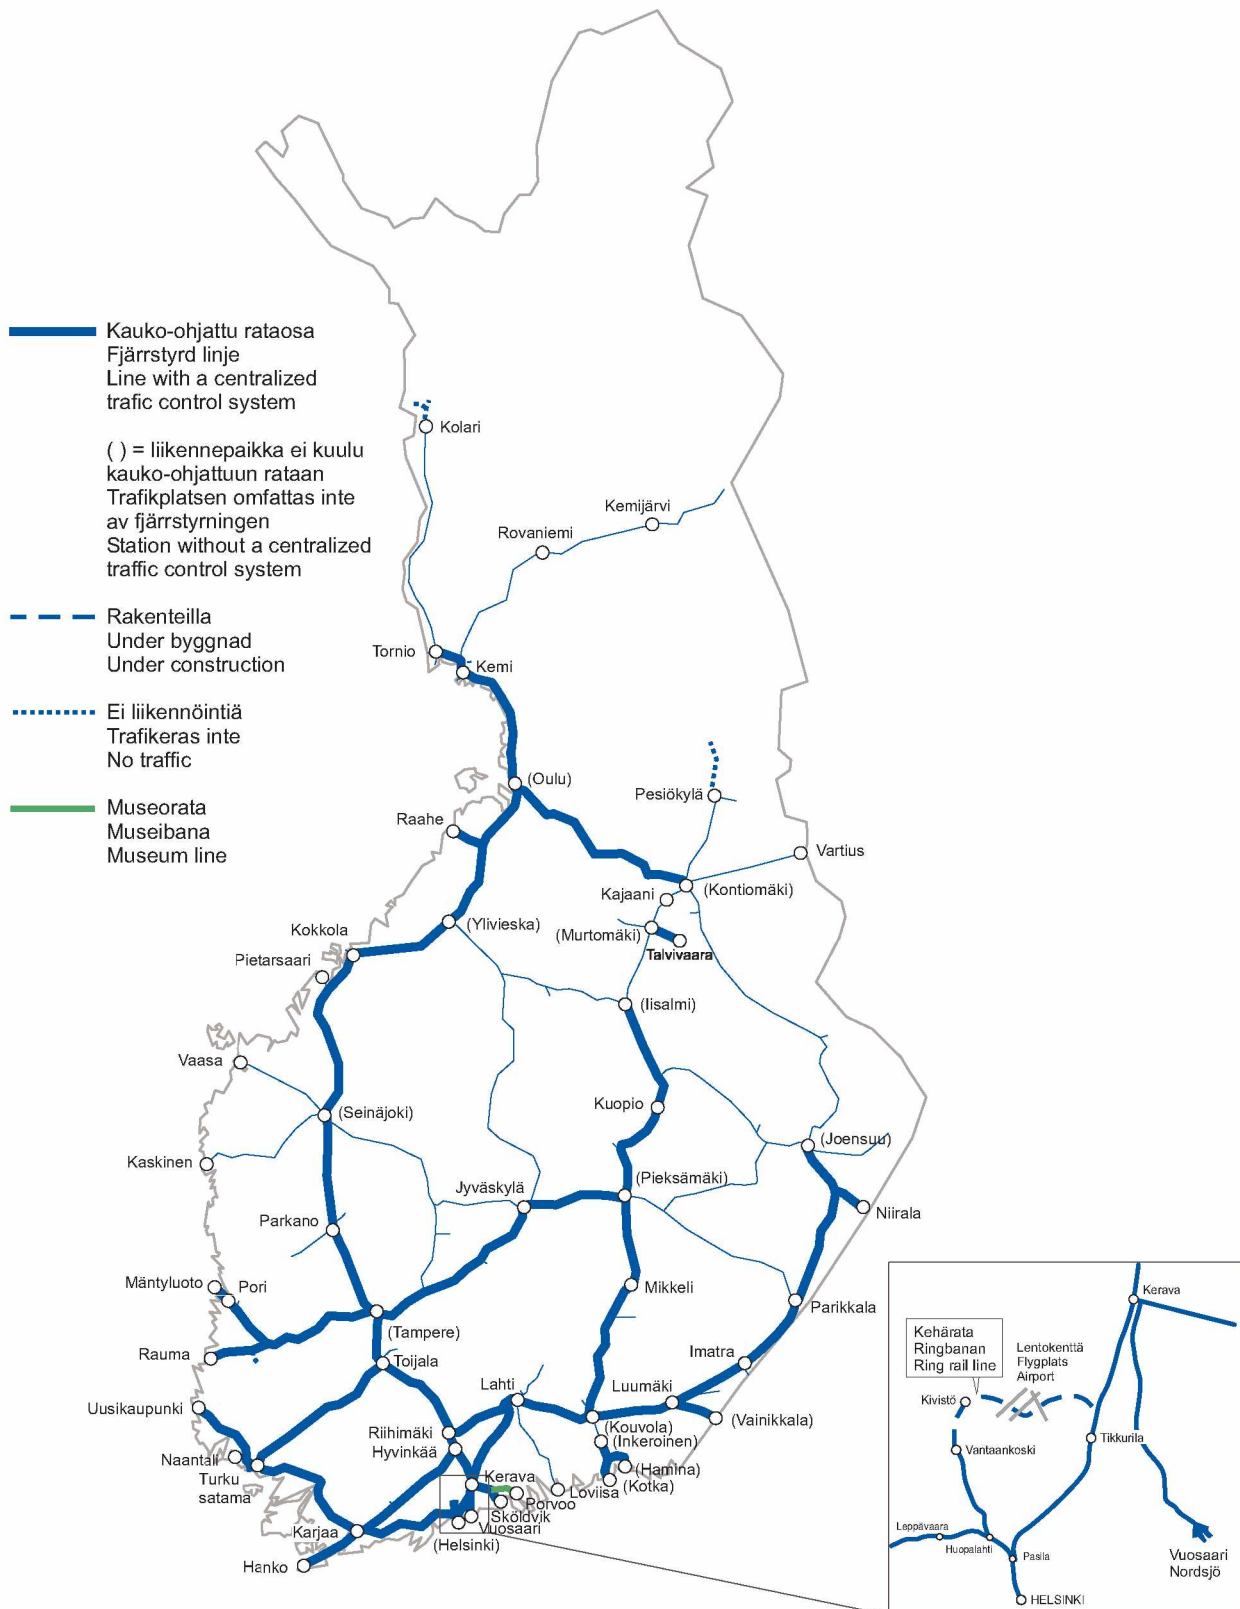 Kauko-ohjattu rataosa
Fjärrstyrd linje
Line with a centralized
trafic control system
( ) = liikennepaikka ei kuulu
kauko-ohjattuun rataan
Trafikplatsen omfattas inte
av fjärrstyrningen
Station without a centralized
traffic control system
Rakenteilla
Under byggnad
Under construction
Ei liikennöintiä
Trafikeras inte
No traffic
Museorata
Museibana
Museum line
Kolari
Kemijärvi
Rovaniemi
Tornio
Kemi
(Oulu)
Pesiökylä
Raahe
Vartius
Kajaani
(Kontiomäki)
(Ylivieska)
(Murtomäki)
Kokkola
Talvivaara
Pietarsaari
(Iisalmi)
Vaasa
Kuopio
(Seinäjoki)
(Joensuu)
Kaskinen
(Pieksämäki)
Jyväskylä
Niirala
Parkano
Mäntyluoto
Pori
Mikkeli
Parikkala
(Tampere)
Rauma
Toijala
Imatra
Lahti
Luumäki
Uusikaupunki
(Vainikkala)
Riihimäki
(Kouvola)
Hyvinkää
(Inkeroinen)
Naantali
(Hamina)
Turku
satama
Kerava
Loviisa
(Kotka)
Porvoo
Sköldvik
Karjaa
Vuosaari
(Helsinki)
Hanko
Kerava
Kehärata
Ringbanan
Ring rail line
Lentokenttä
Flygplats
Airport
Kivistö
Tikkurila
Vantaankoski
Leppävaara
Huopalahti
Pasila
Vuosaari
Nordsjö
HELSINKI